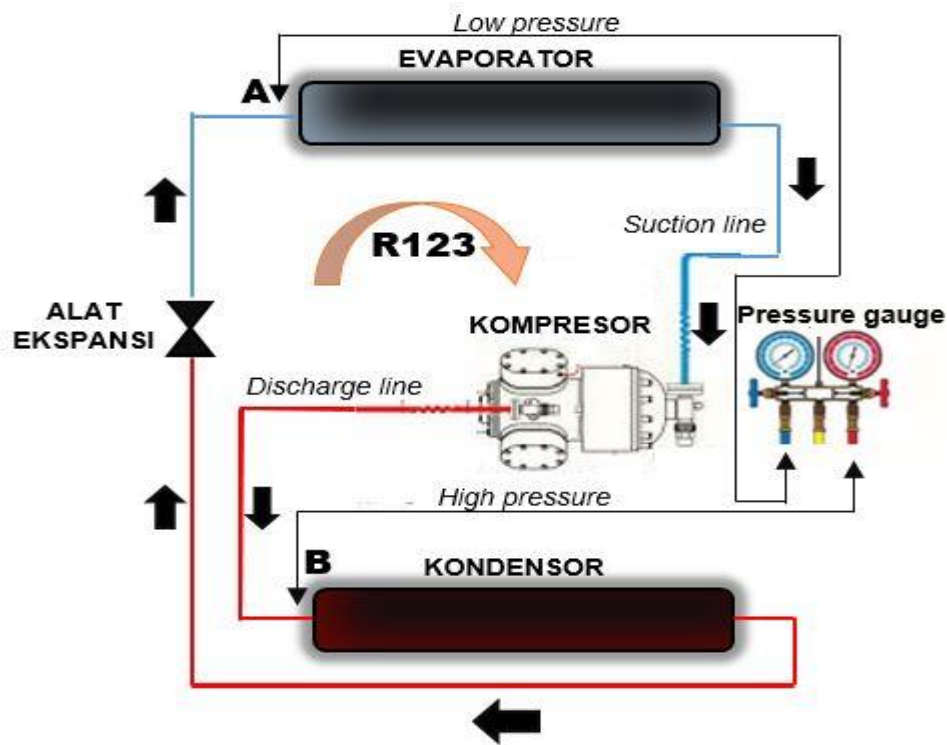 Low pressure
EVAPORATOR
A
Suction line
R123
ALAT
EKSPANSI
KOMPRESOR
Pressure gauge
Discharge line
High pressure
B
KONDENSOR